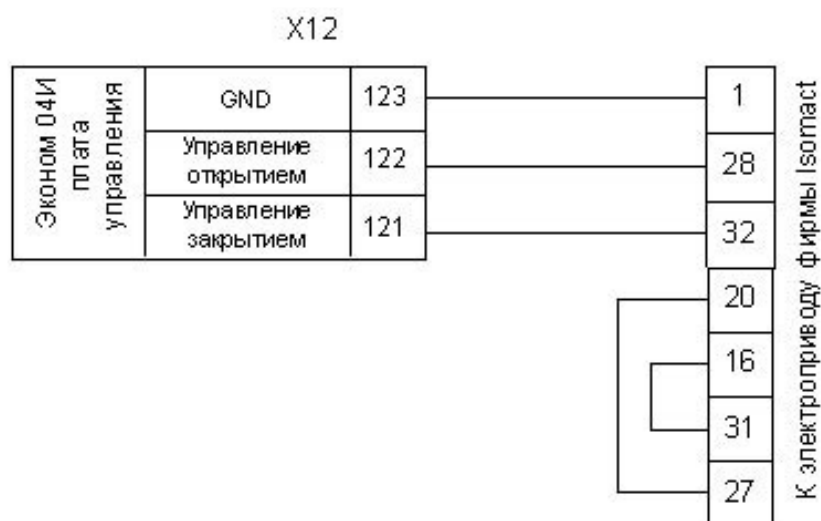 X12
Эконом 04И
плата
управления
GND
123
Управление
открытием
122
Управление
закрытием
121
1
28
32
20
16
31
27
К электроприводу фирмы Isomact